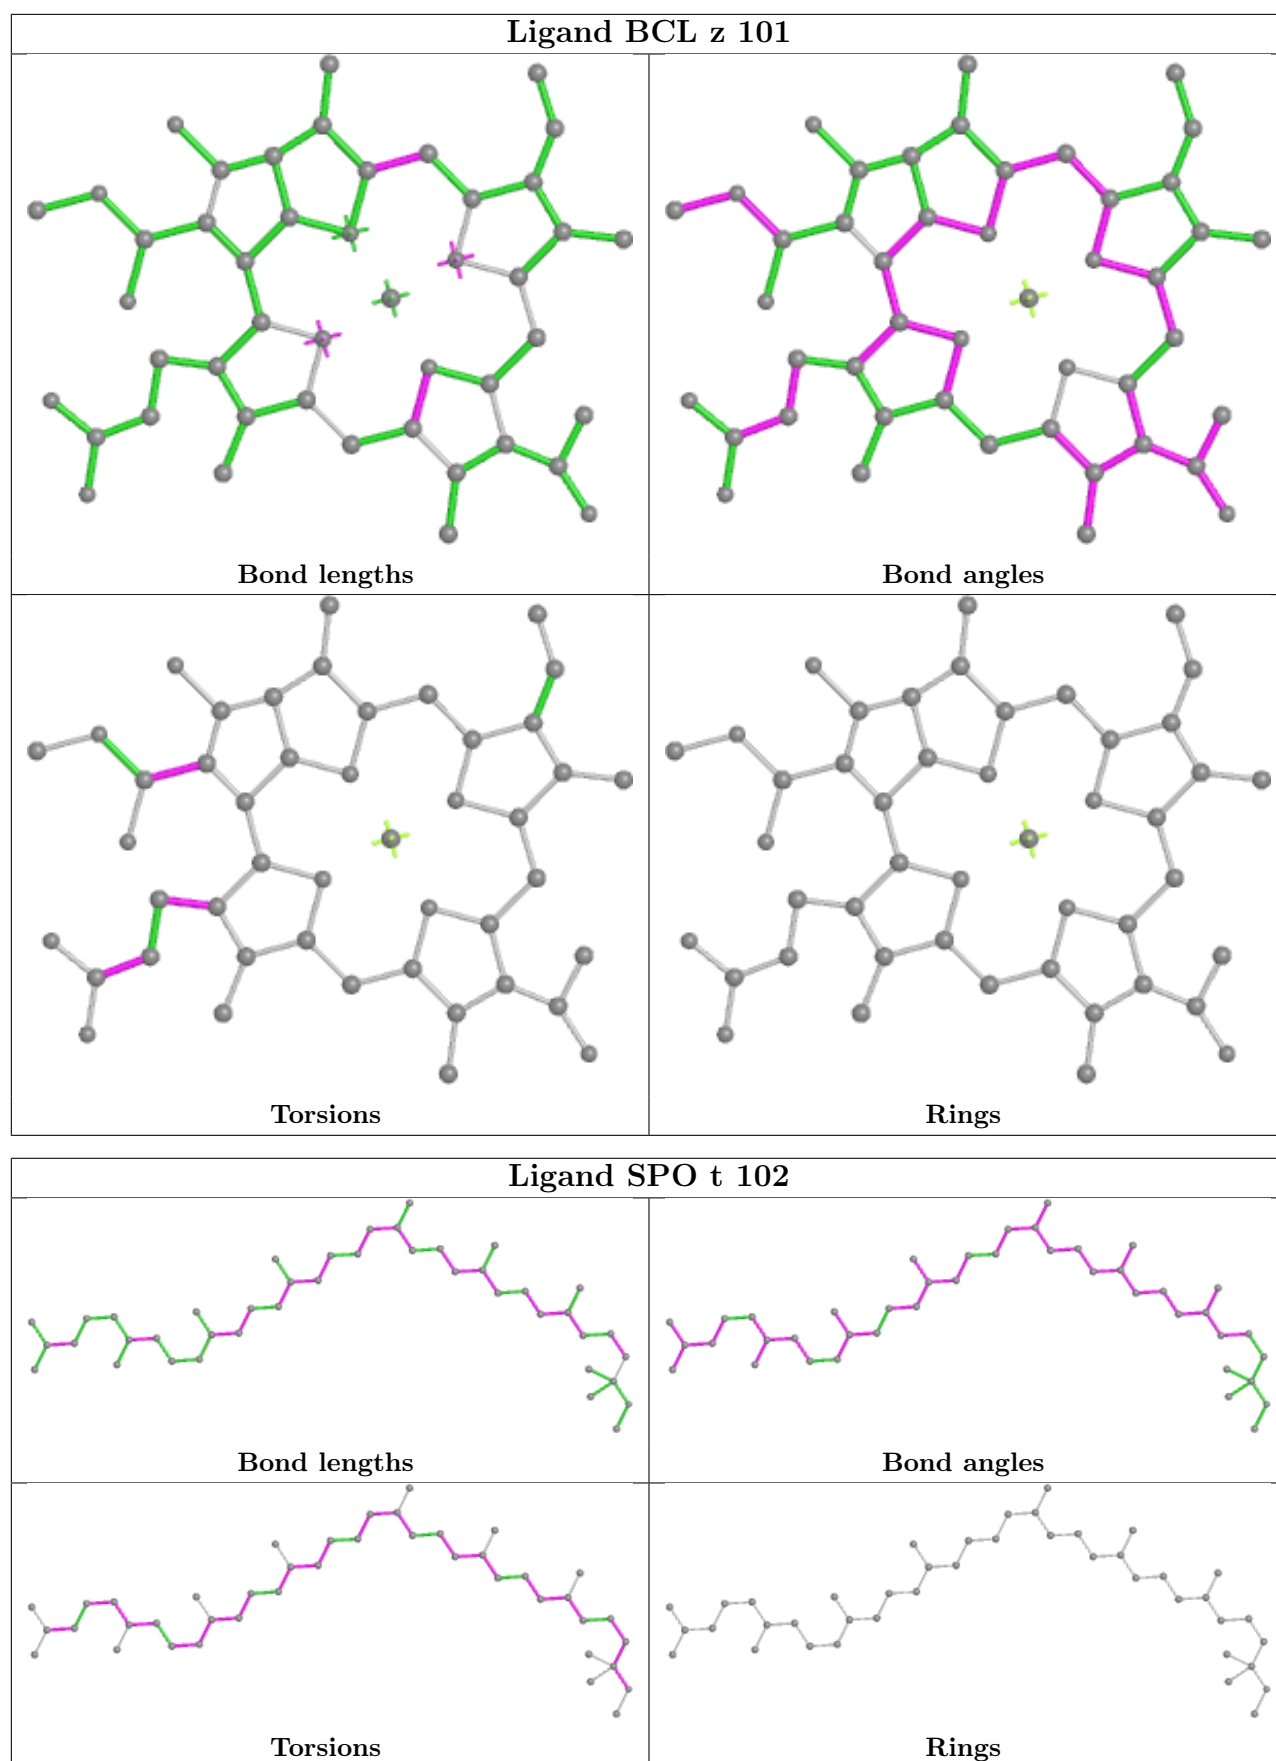 Ligand BCL z 101
Bond lengths
Bond angles
Torsions
Rings
Ligand SPO t 102
Bond lengths
Bond angles
Torsions
Rings